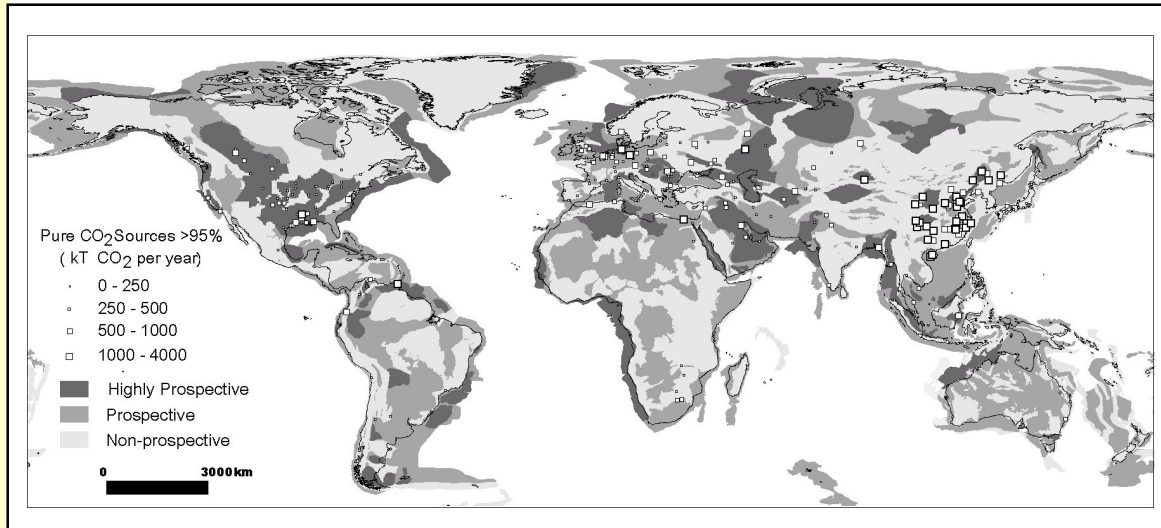 Pure CO2Sources >95%
( kT CO2 per year)
0 - 250
250 - 500
500 - 1000
1000 - 4000
Highly Prospective
Prospective
Non-prospective
0 3000km